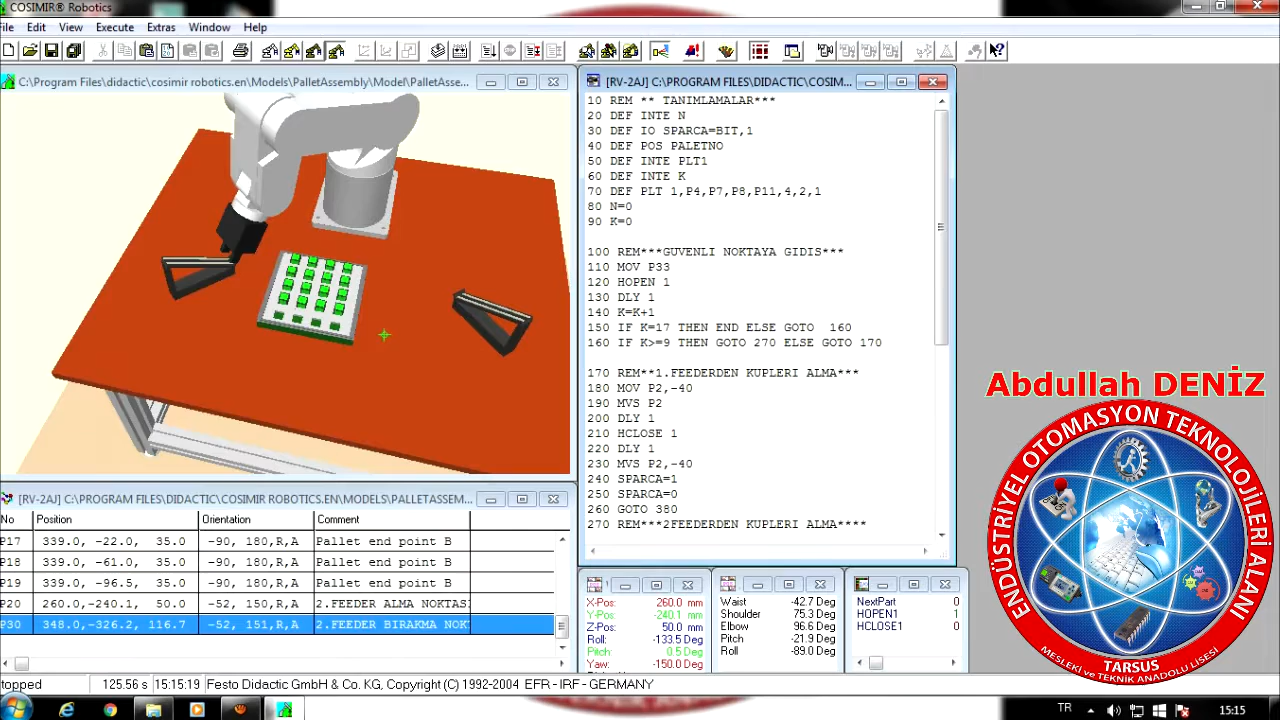 COSIMIR® Robotics
File Edit View Execute Extras Window Help
C:\Program Files\didactic\cosimir robotics.en\Models\PalletAssembly\Model\PalletAsse...
[RV-2AJ] C:\PROGRAM FILES\DIDACTIC\COSIM...
10 REM ** TANIMLAMALAR***
20 DEF INTE N
30 DEF IO SPARCA=BIT,1
40 DEF POS PALETNO
50 DEF INTE PLT1
60 DEF INTE K
70 DEF PLT 1,P4,P7,P8,P11,4,2,1
80 N=0
90 K=0
100 REM***GUVENLI NOKTAYA GIDIS***
110 MOV P33
120 HOPEN 1
130 DLY 1
140 K=K+1
150 IF K=17 THEN END ELSE GOTO 160
160 IF K>=9 THEN GOTO 270 ELSE GOTO 170
170 REM**1.FEEDERDEN KUPLERI ALMA***
180 MOV P2,-40
190 MVS P2
200 DLY 1
210 HCLOSE 1
220 DLY 1
230 MVS P2,-40
240 SPARCA=1
250 SPARCA=0
260 GOTO 380
270 REM***2FEEDERDEN KUPLERI ALMA****
[RV-2AJ] C:\PROGRAM FILES\DIDACTIC\COSIMIR ROBOTICS.EN\MODELS\PALLETASSEM...
No Position Orientation Comment
P17 339.0, -22.0, 35.0 -90, 180,R,A Pallet end point B
P18 339.0, -61.0, 35.0 -90, 180,R,A Pallet end point B
P19 339.0, -96.5, 35.0 -90, 180,R,A Pallet end point B
P20 260.0,-240.1, 50.0 -52, 150,R,A 2.FEEDER ALMA NOKTAS
P30 348.0,-326.2, 116.7 -52, 151,R,A 2.FEEDER BIRAKMA NOK
X-Pos: 260.0 mm
Y-Pos: -240.1 mm
Z-Pos: 50.0 mm
Roll: -133.5 Deg
Pitch: 0.5 Deg
Yaw: -150.0 Deg
Waist -42.7 Deg
Shoulder 75.3 Deg
Elbow 96.6 Deg
Pitch -21.9 Deg
Roll -89.0 Deg
NextPart 0
HOPEN1 0
HCLOSE1 0
topped 125.56 s 15:15:19 Festo Didactic GmbH & Co. KG, Copyright (C) 1992-2004 EFR - IRF - GERMANY
TR 15:15
Abdullah DENİZ
ENDÜSTRİYEL OTOMASYON TEKNOLOJİLERİ ALANI
TARSUS
MESLEKİ ve TEKNİK ANADOLU LİSESİ